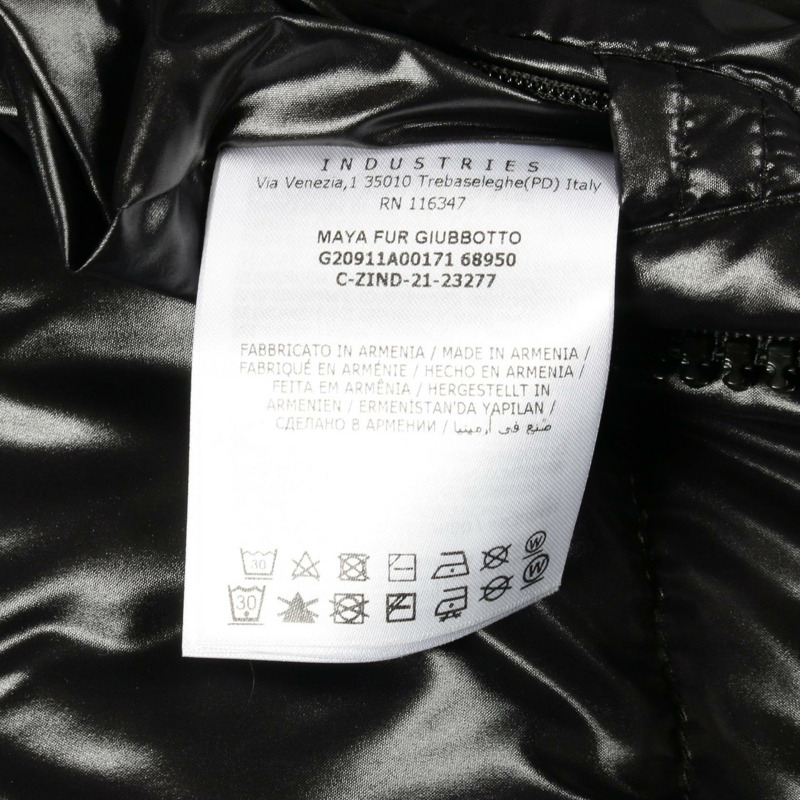 INDUSTRIES
Via Venezia,1 35010 Trebaseleghe(PD) Italy
RN 116347
MAYA FUR GIUBBOTTO
G20911A00171 68950
C-ZIND-21-23277
FABBRICATO IN ARMENIA / MADE IN ARMENIA /
FABRIQUÉ EN ARMÉNIE / HECHO EN ARMENIA /
FEITA EM ARMÊNIA / HERGESTELLT IN
ARMENIEN / ERMENİSTAN'DA YAPILAN /
СДЕЛАНО В АРМЕНИИ / صنع في أرمينيا
30 W
30 W